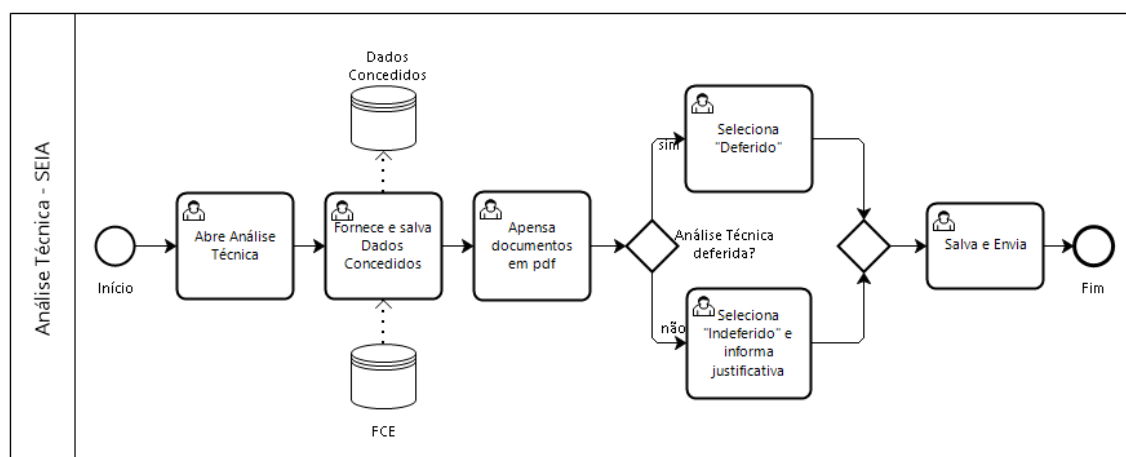 Análise Técnica - SEIA
Início
Abre Análise
Técnica
Dados
Concedidos
Fornece e salva
Dados
Concedidos
FCE
Apensa
documentos
em pdf
Análise Técnica
deferida?
sim
Seleciona
"Deferido"
não
Seleciona
"Indeferido" e
informa
justificativa
Salva e Envia
Fim